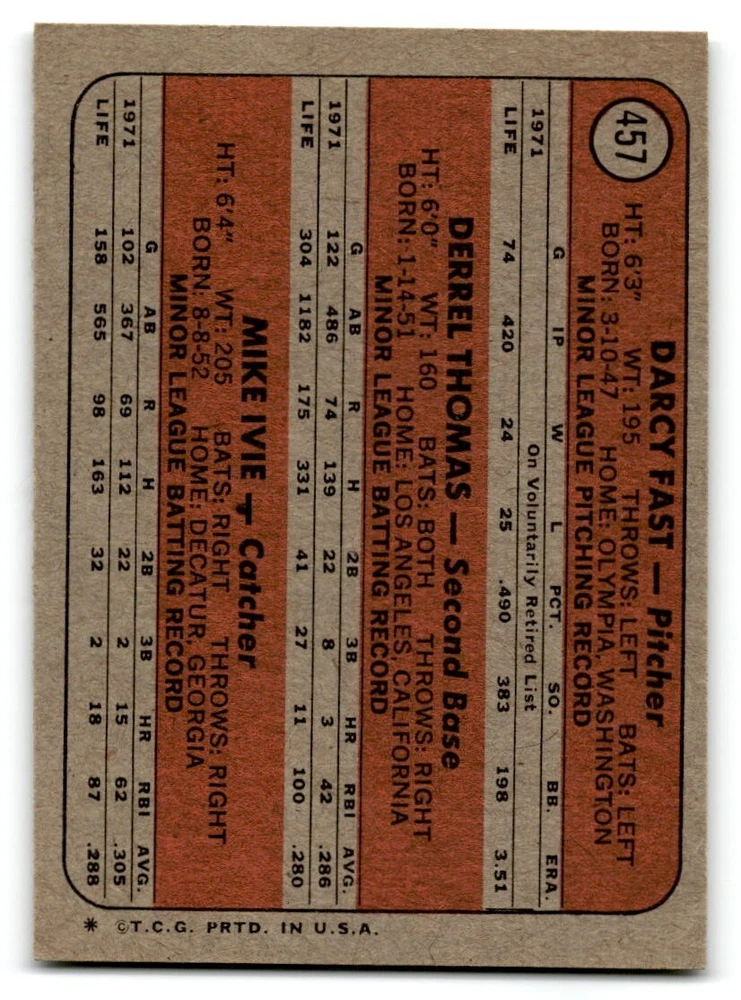 457
DARCY FAST — Pitcher
HT: 6'3" WT: 195 THROWS: LEFT BATS: LEFT
BORN: 3-10-47 HOME: OLYMPIA, WASHINGTON
MINOR LEAGUE PITCHING RECORD
G IP W L PCT. SO. BB. ERA.
1971 On Voluntarily Retired List
LIFE 74 420 24 25 .490 383 198 3.51
DERREL THOMAS — Second Base
HT: 6'0" WT: 160 BATS: BOTH THROWS: RIGHT
BORN: 1-14-51 HOME: LOS ANGELES, CALIFORNIA
MINOR LEAGUE BATTING RECORD
G AB R H 2B 3B HR RBI AVG.
1971 122 486 74 139 22 8 3 42 .286
LIFE 304 1182 175 331 41 27 11 100 .280
MIKE IVIE — Catcher
HT: 6'4" WT: 205 BATS: RIGHT THROWS: RIGHT
BORN: 8-8-52 HOME: DECATUR, GEORGIA
MINOR LEAGUE BATTING RECORD
G AB R H 2B 3B HR RBI AVG.
1971 102 367 69 112 22 2 15 62 .305
LIFE 158 565 98 163 32 2 18 87 .288
* ©T.C.G. PRTD. IN U.S.A.